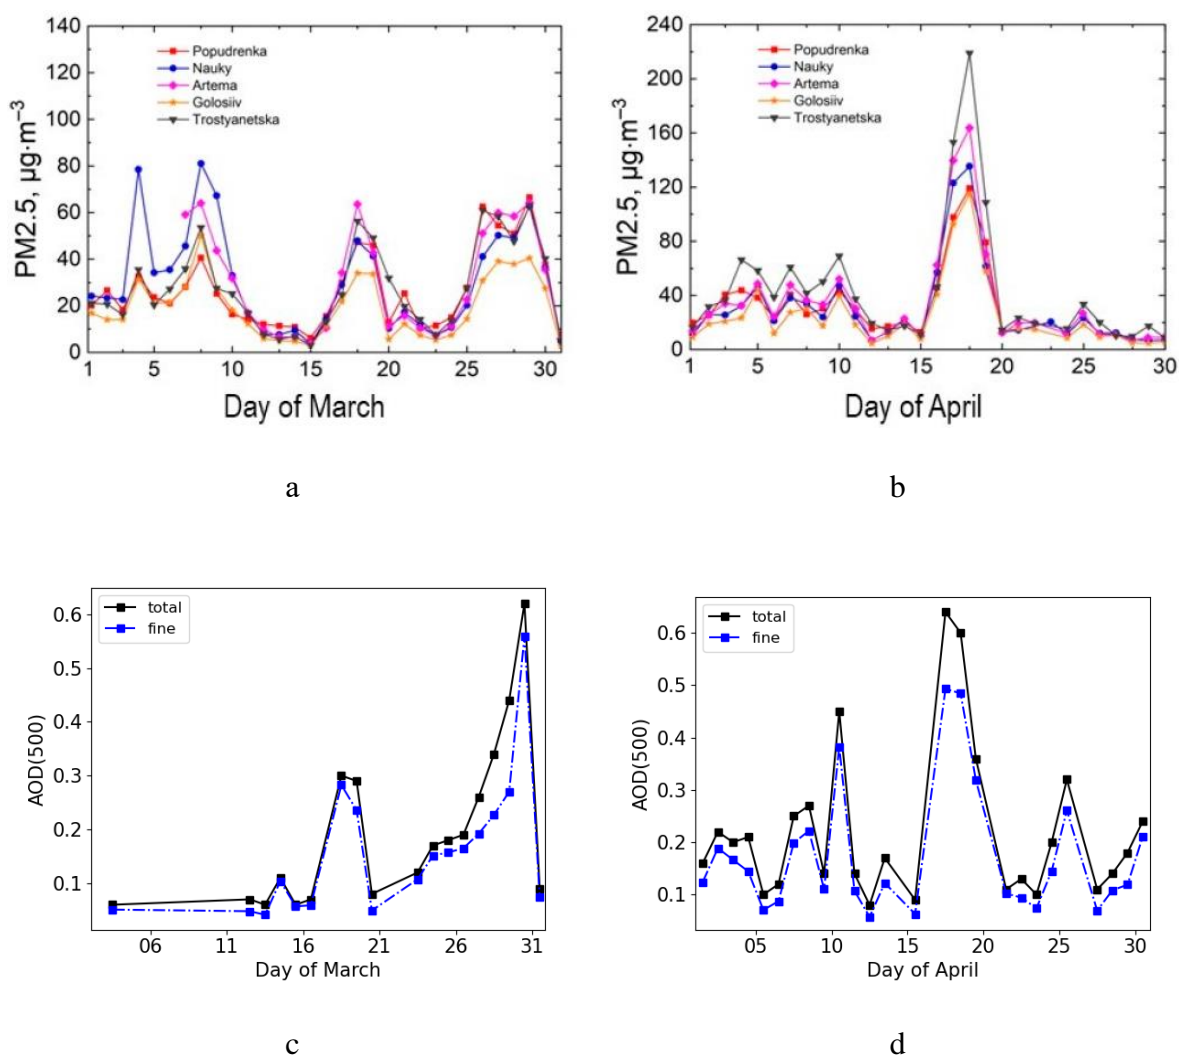 140
120
100
80
60
40
20
0
PM2.5, µg·m⁻³
Popudrenka
Nauky
Artema
Golosiiv
Trostyanetska
1 5 10 15 20 25 30
Day of March
a
240
200
160
120
80
40
0
PM2.5, µg·m⁻³
Popudrenka
Nauky
Artema
Golosiiv
Trostyanetska
1 5 10 15 20 25 30
Day of April
b
0.6
0.5
0.4
0.3
0.2
0.1
AOD(500)
total
fine
06 11 16 21 26 31
Day of March
c
0.6
0.5
0.4
0.3
0.2
0.1
AOD(500)
total
fine
05 10 15 20 25 30
Day of April
d